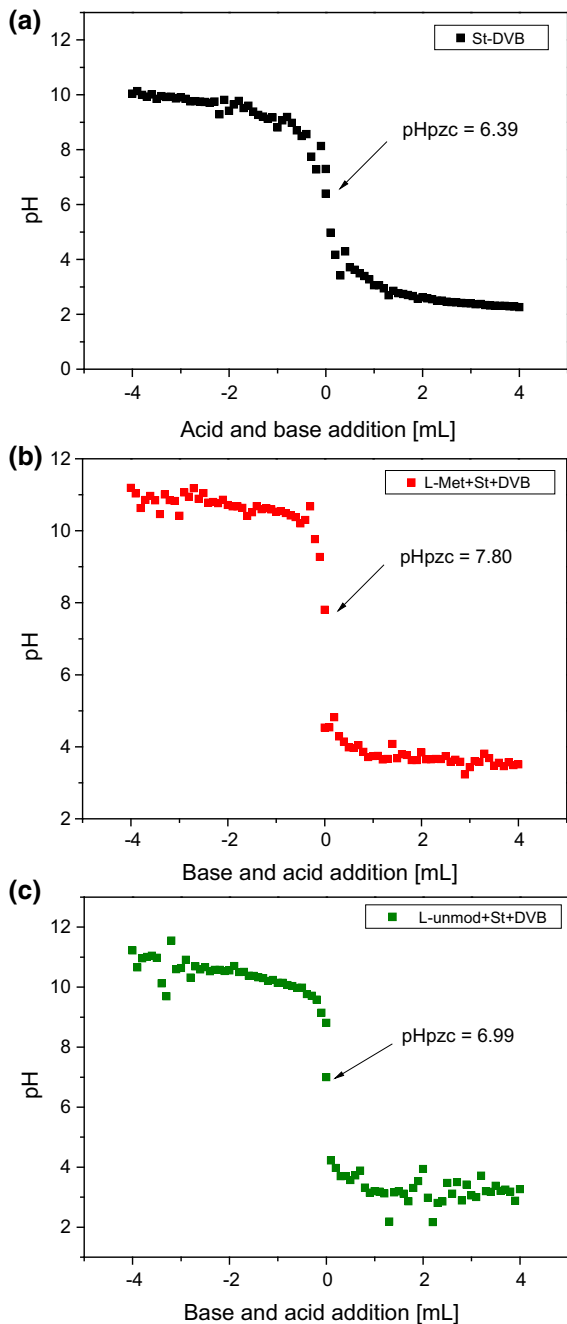 (a)
12
10
8
6
4
2
0
pH
St-DVB
pHpzc = 6.39
-4 -2 0 2 4
Acid and base addition [mL]
(b)
12
10
8
6
4
2
pH
L-Met+St+DVB
pHpzc = 7.80
-4 -2 0 2 4
Base and acid addition [mL]
(c)
12
10
8
6
4
2
pH
L-unmod+St+DVB
pHpzc = 6.99
-4 -2 0 2 4
Base and acid addition [mL]